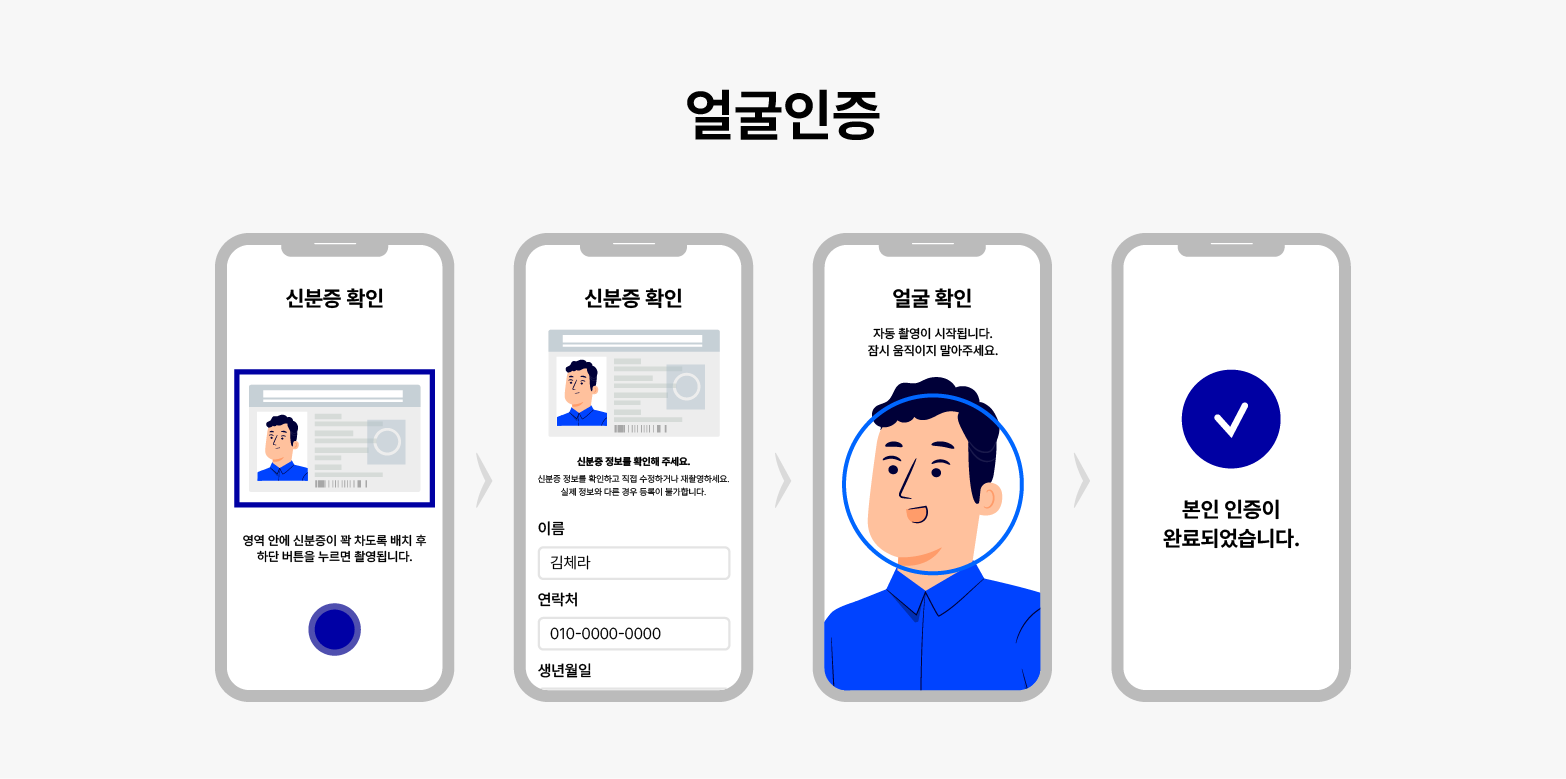 얼굴인증
신분증 확인
영역 안에 신분증이 꽉 차도록 배치 후
하단 버튼을 누르면 촬영됩니다.
신분증 확인
신분증 정보를 확인해 주세요.
신분증 정보를 확인하고 직접 수정하거나 재촬영하세요.
실제 정보와 다른 경우 등록이 불가합니다.
이름
김체라
연락처
010-0000-0000
생년월일
얼굴 확인
자동 촬영이 시작됩니다.
잠시 움직이지 말아주세요.
본인 인증이
완료되었습니다.